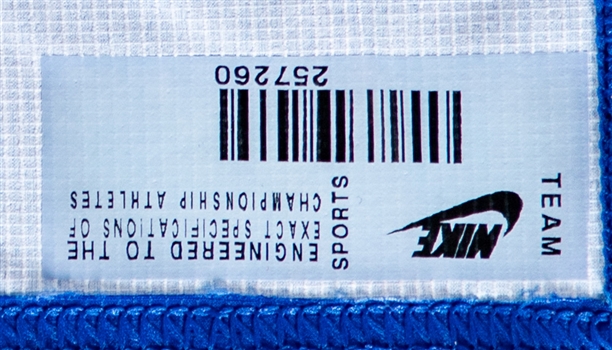 TEAM
NIKE
SPORTS
ENGINEERED TO THE
EXACT SPECIFICATIONS OF
CHAMPIONSHIP ATHLETES
257260